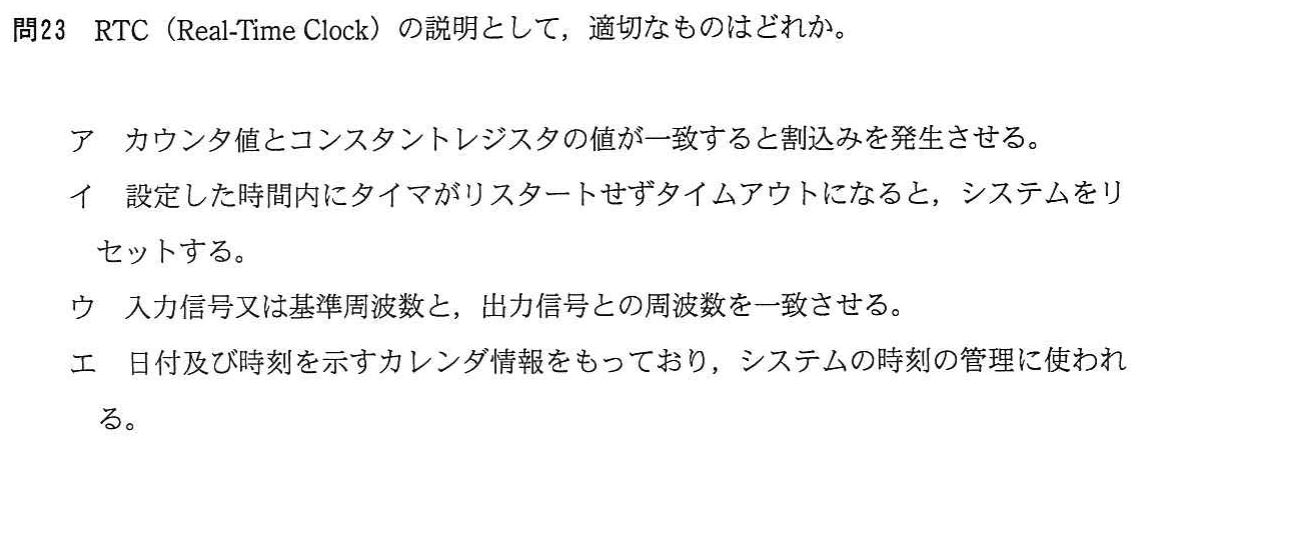 問23　RTC（Real-Time Clock）の説明として，適切なものはどれか。
ア　カウンタ値とコンスタントレジスタの値が一致すると割込みを発生させる。
イ　設定した時間内にタイマがリスタートせずタイムアウトになると，システムをリ
セットする。
ウ　入力信号又は基準周波数と，出力信号との周波数を一致させる。
エ　日付及び時刻を示すカレンダ情報をもっており，システムの時刻の管理に使われ
る。